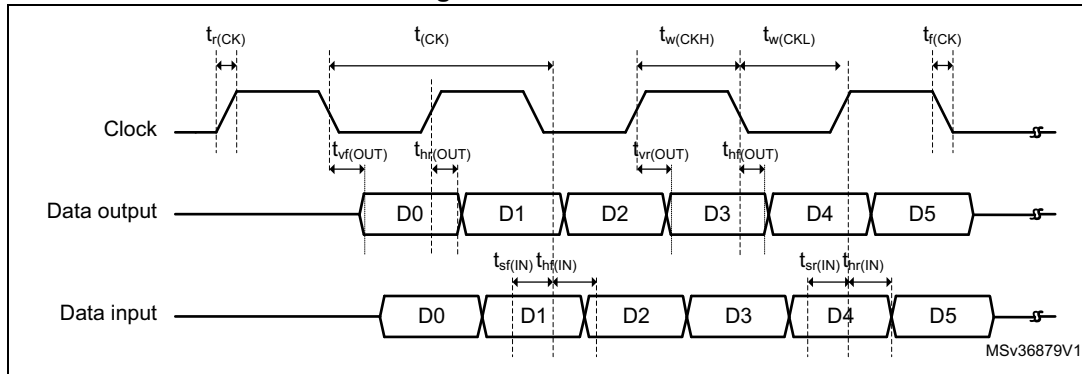 tr(CK) t(CK) tw(CKH) tw(CKL) tf(CK)
Clock
tvf(OUT) thr(OUT) tvr(OUT) thf(OUT)
Data output D0 D1 D2 D3 D4 D5
tsf(IN) thf(IN) tsr(IN) thr(IN)
Data input D0 D1 D2 D3 D4 D5
MSv36879V1